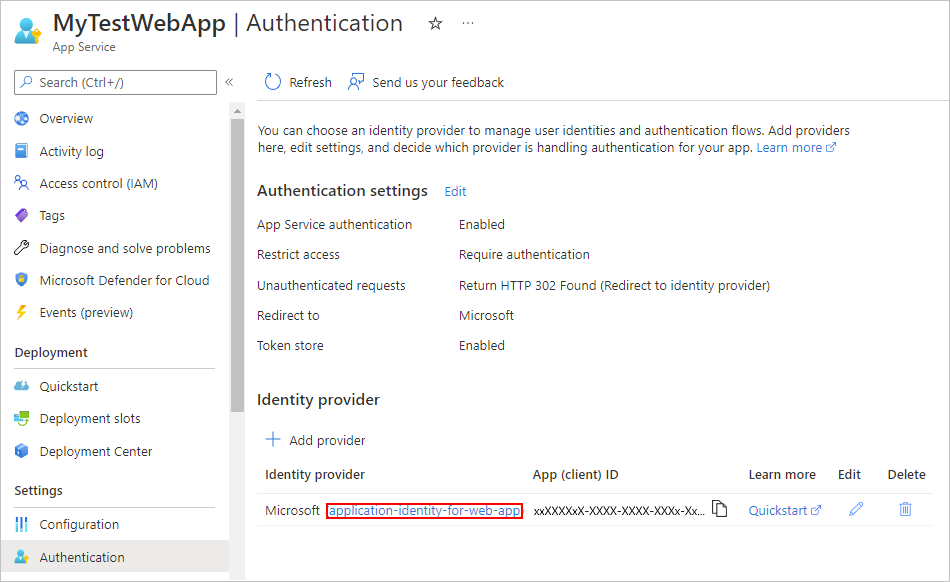 MyTestWebApp | Authentication
App Service
Search (Ctrl+/)
Overview
Activity log
Access control (IAM)
Tags
Diagnose and solve problems
Microsoft Defender for Cloud
Events (preview)
Deployment
Quickstart
Deployment slots
Deployment Center
Settings
Configuration
Authentication
Refresh
Send us your feedback
You can choose an identity provider to manage user identities and authentication flows. Add providers
here, edit settings, and decide which provider is handling authentication for your app. Learn more
Authentication settings Edit
App Service authentication Enabled
Restrict access Require authentication
Unauthenticated requests Return HTTP 302 Found (Redirect to identity provider)
Redirect to Microsoft
Token store Enabled
Identity provider
Add provider
Identity provider App (client) ID Learn more Edit Delete
Microsoft application-identity-for-web-app xxXXXXxX-XXXX-XXXX-XXXx-Xx... Quickstart